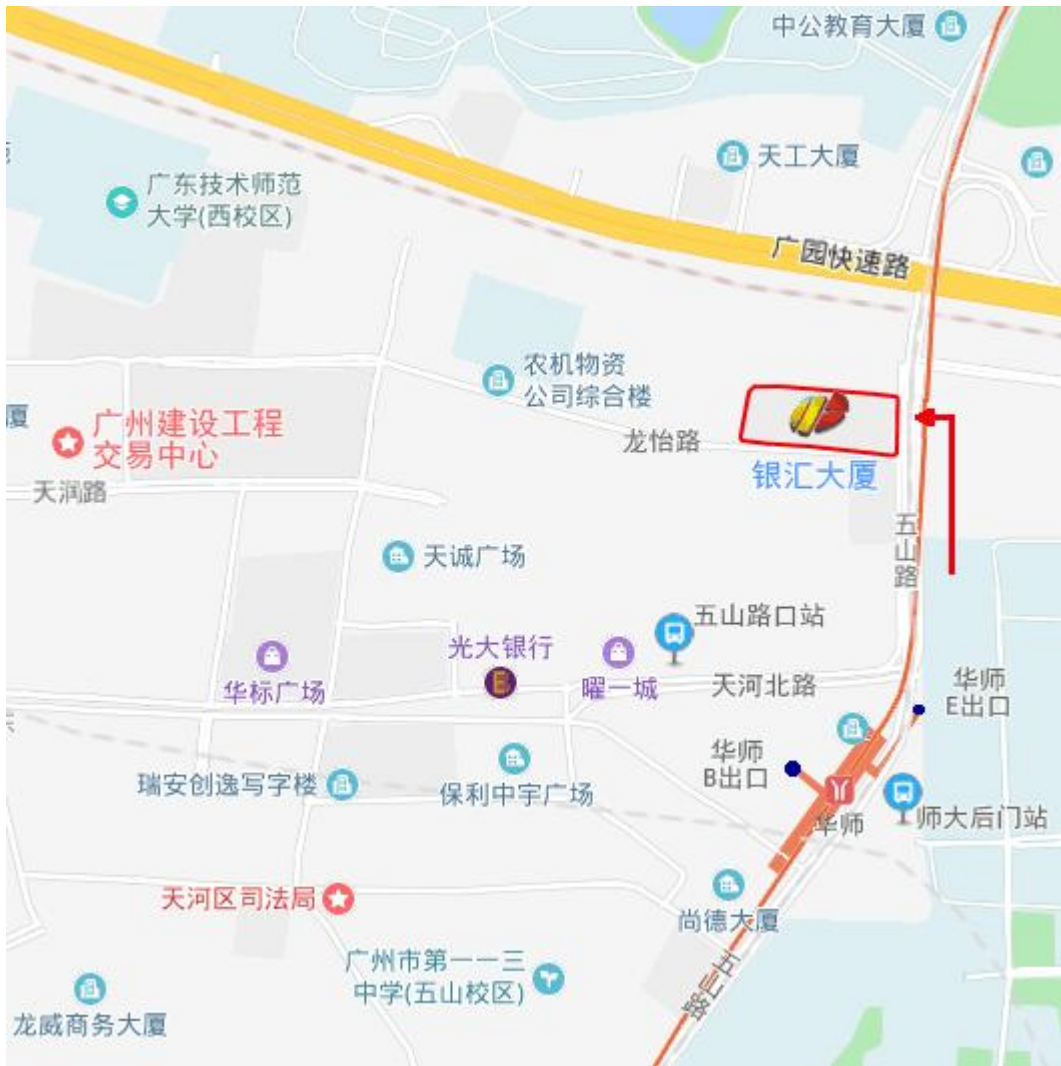 中公教育大厦
天工大厦
广东技术师范
大学(西校区)
广园快速路
农机物资
公司综合楼
厦
广州建设工程
交易中心
龙怡路
银汇大厦
天润路
五山路
天诚广场
五山路口站
光大银行
华标广场
曜一城
天河北路
华师
E出口
华师
B出口
瑞安创逸写字楼
保利中宇广场
华师
师大后门站
天河区司法局
尚德大厦
广州市第一一三
中学(五山校区)
五山路
龙威商务大厦